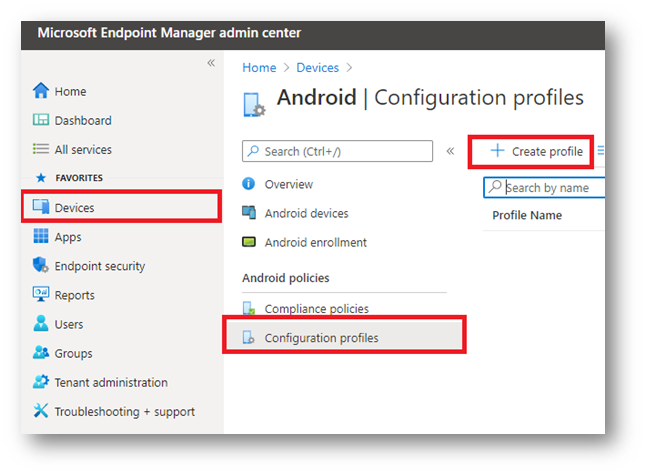 Microsoft Endpoint Manager admin center
«
Home
Dashboard
All services
FAVORITES
Devices
Apps
Endpoint security
Reports
Users
Groups
Tenant administration
Troubleshooting + support
Home > Devices >
Android | Configuration profiles
Search (Ctrl+/)
«
Overview
Android devices
Android enrollment
Android policies
Compliance policies
Configuration profiles
+ Create profile
Search by name
Profile Name